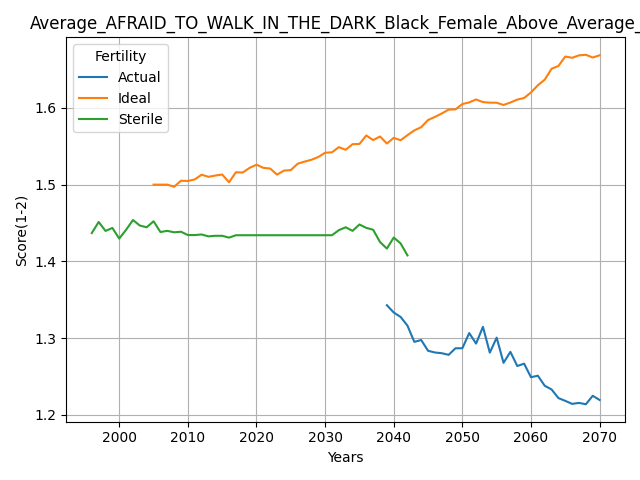 Average_AFRAID_TO_WALK_IN_THE_DARK_Black_Female_Above_Average_
Fertility
Actual
Ideal
Sterile
Score(1-2)
1.6
1.5
1.4
1.3
1.2
2000 2010 2020 2030 2040 2050 2060 2070
Years